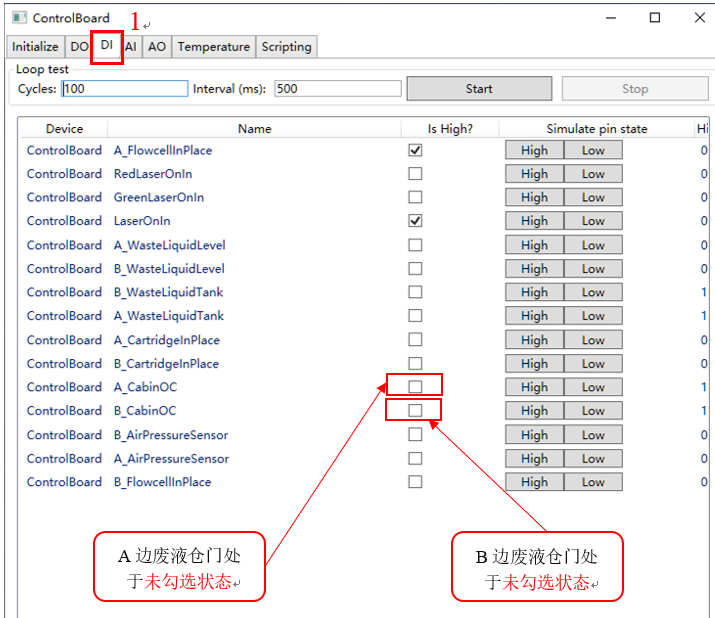 ControlBoard
1
Initialize DO DI AI AO Temperature Scripting
Loop test
Cycles: 100 Interval (ms): 500 Start Stop
Device Name Is High? Simulate pin state Hi
ControlBoard A_FlowcellInPlace High Low 0
ControlBoard RedLaserOnIn High Low 0
ControlBoard GreenLaserOnIn High Low 0
ControlBoard LaserOnIn High Low 0
ControlBoard A_WasteLiquidLevel High Low 0
ControlBoard B_WasteLiquidLevel High Low 0
ControlBoard B_WasteLiquidTank High Low 1
ControlBoard A_WasteLiquidTank High Low 1
ControlBoard A_CartridgeInPlace High Low 0
ControlBoard B_CartridgeInPlace High Low 0
ControlBoard A_CabinOC High Low 1
ControlBoard B_CabinOC High Low 1
ControlBoard B_AirPressureSensor High Low 0
ControlBoard A_AirPressureSensor High Low 0
ControlBoard B_FlowcellInPlace High Low 0
A 边废液仓门处
于未勾选状态
B 边废液仓门处
于未勾选状态